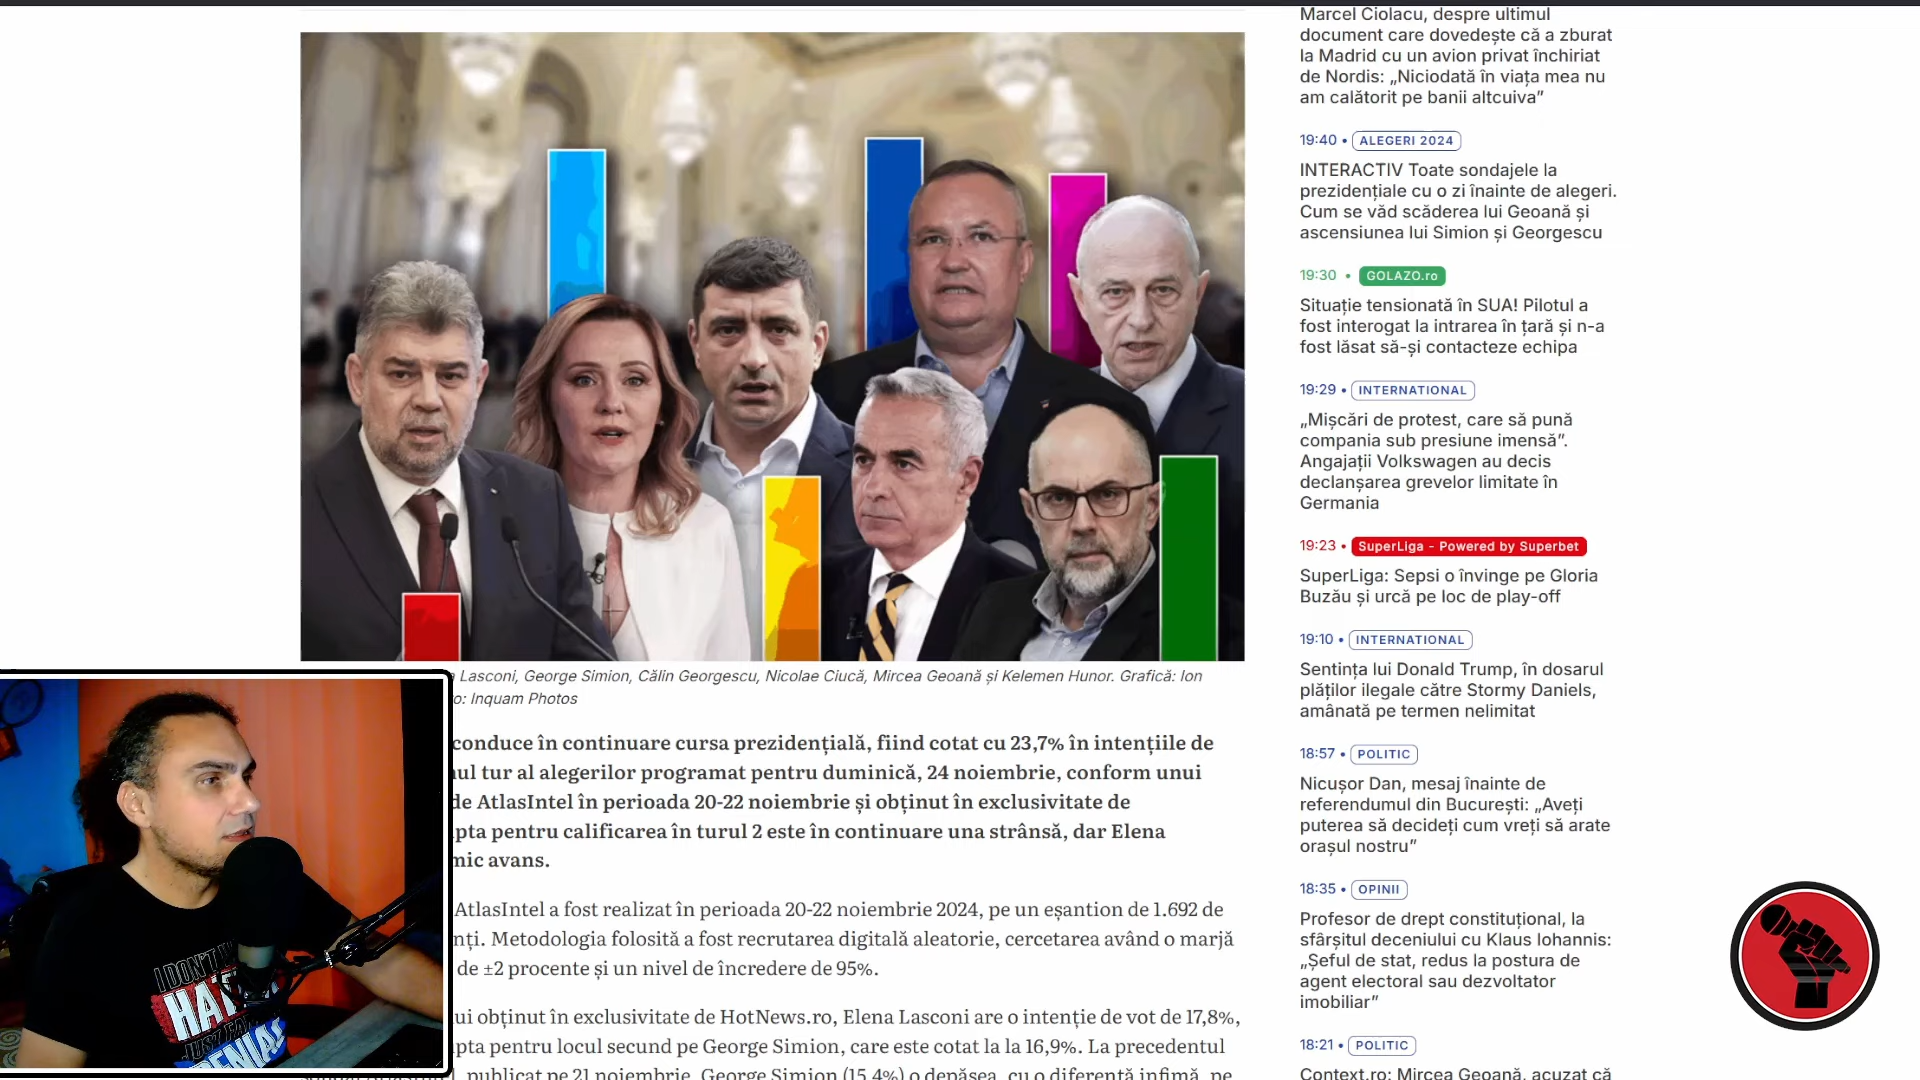 Lasconi, George Simion, Călin Georgescu, Nicolae Ciucă, Mircea Geoană și Kelemen Hunor. Grafică: Ion
o: Inquam Photos
conduce în continuare cursa prezidențială, fiind cotat cu 23,7% în intențiile de
ul tur al alegerilor programat pentru duminică, 24 noiembrie, conform unui
de AtlasIntel în perioada 20-22 noiembrie și obținut în exclusivitate de
pta pentru calificarea în turul 2 este în continuare una strânsă, dar Elena
mic avans.
AtlasIntel a fost realizat în perioada 20-22 noiembrie 2024, pe un eșantion de 1.692 de
nți. Metodologia folosită a fost recrutarea digitală aleatorie, cercetarea având o marjă
de ±2 procente și un nivel de încredere de 95%.
ui obținut în exclusivitate de HotNews.ro, Elena Lasconi are o intenție de vot de 17,8%,
pta pentru locul secund pe George Simion, care este cotat la la 16,9%. La precedentul
publicat pe 21 noiembrie, George Simion (15,4%) o depășea, cu o diferență infimă, pe
Marcel Ciolacu, despre ultimul
document care dovedește că a zburat
la Madrid cu un avion privat închiriat
de Nordis: „Niciodată în viața mea nu
am călătorit pe banii altcuiva”
19:40 • ALEGERI 2024
INTERACTIV Toate sondajele la
prezidențiale cu o zi înainte de alegeri.
Cum se văd scăderea lui Geoană și
ascensiunea lui Simion și Georgescu
19:30 • GOLAZO.ro
Situație tensionată în SUA! Pilotul a
fost interogat la intrarea în țară și n-a
fost lăsat să-și contacteze echipa
19:29 • INTERNATIONAL
„Mișcări de protest, care să pună
compania sub presiune imensă”.
Angajații Volkswagen au decis
declanșarea grevelor limitate în
Germania
19:23 • SuperLiga - Powered by Superbet
SuperLiga: Sepsi o învinge pe Gloria
Buzău și urcă pe loc de play-off
19:10 • INTERNATIONAL
Sentința lui Donald Trump, în dosarul
plăților ilegale către Stormy Daniels,
amânată pe termen nelimitat
18:57 • POLITIC
Nicușor Dan, mesaj înainte de
referendumul din București: „Aveți
puterea să decideți cum vreți să arate
orașul nostru”
18:35 • OPINII
Profesor de drept constituțional, la
sfârșitul deceniului cu Klaus Iohannis:
„Șeful de stat, redus la postura de
agent electoral sau dezvoltator
imobiliar”
18:21 • POLITIC
Context.ro: Mircea Geoană, acuzat că
I DON'T